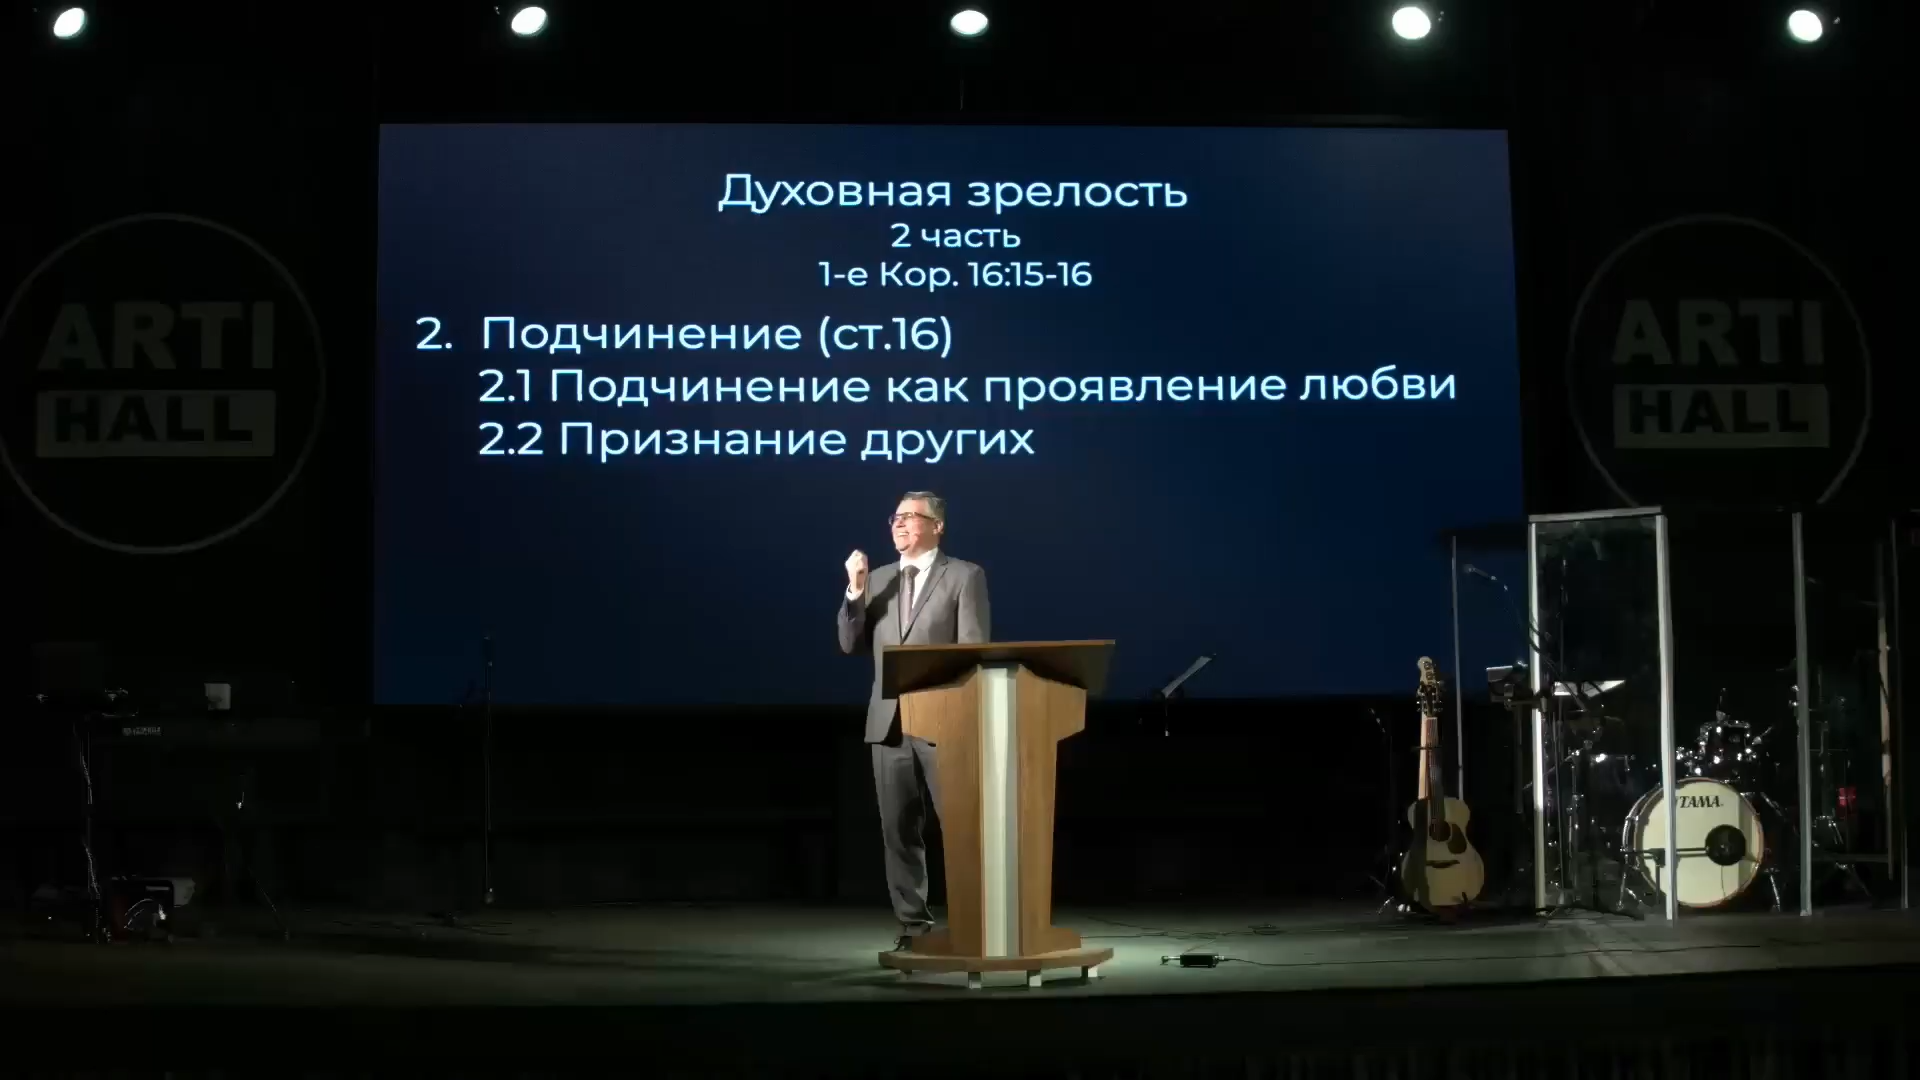 Духовная зрелость
2 часть
1-е Кор. 16:15-16
2. Подчинение (ст.16)
2.1 Подчинение как проявление любви
2.2 Признание других
ARTI
HALL
ARTI
HALL
TAMA